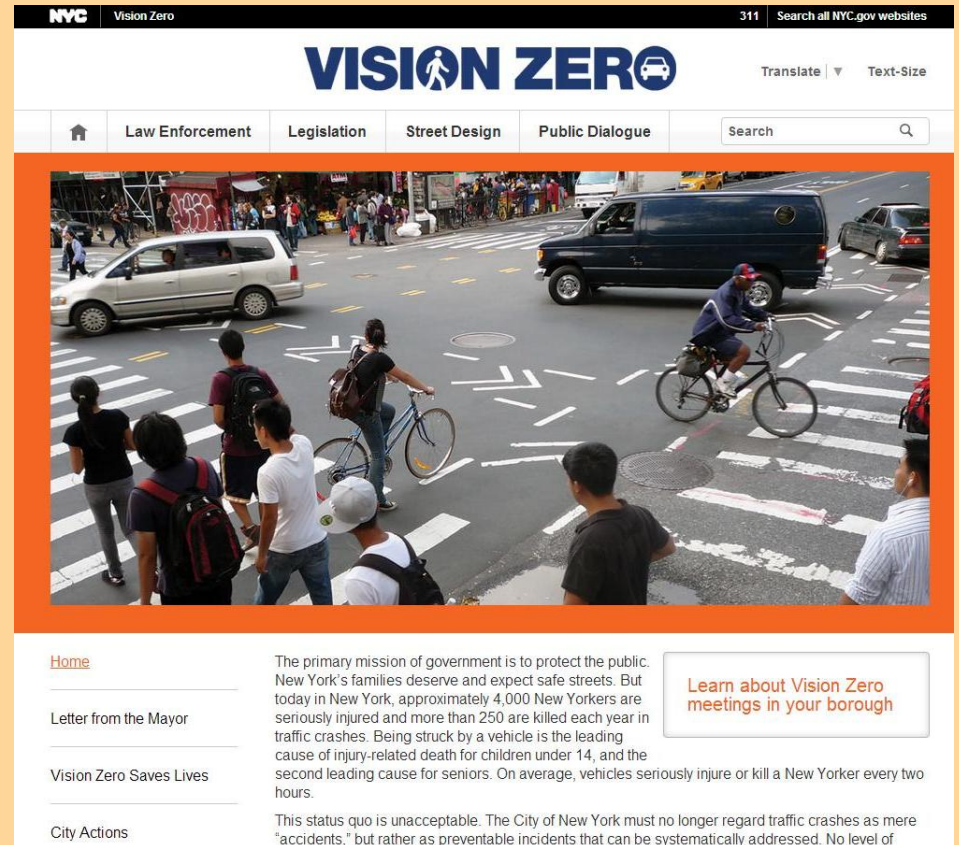 NYC Vision Zero 311 Search all NYC.gov websites
VISION ZERO
Translate ▼ Text-Size
Law Enforcement Legislation Street Design Public Dialogue Search
Home
Letter from the Mayor
Vision Zero Saves Lives
City Actions
The primary mission of government is to protect the public.
New York's families deserve and expect safe streets. But
today in New York, approximately 4,000 New Yorkers are
seriously injured and more than 250 are killed each year in
traffic crashes. Being struck by a vehicle is the leading
cause of injury-related death for children under 14, and the
second leading cause for seniors. On average, vehicles seriously injure or kill a New Yorker every two
hours.
This status quo is unacceptable. The City of New York must no longer regard traffic crashes as mere
"accidents," but rather as preventable incidents that can be systematically addressed. No level of
Learn about Vision Zero
meetings in your borough